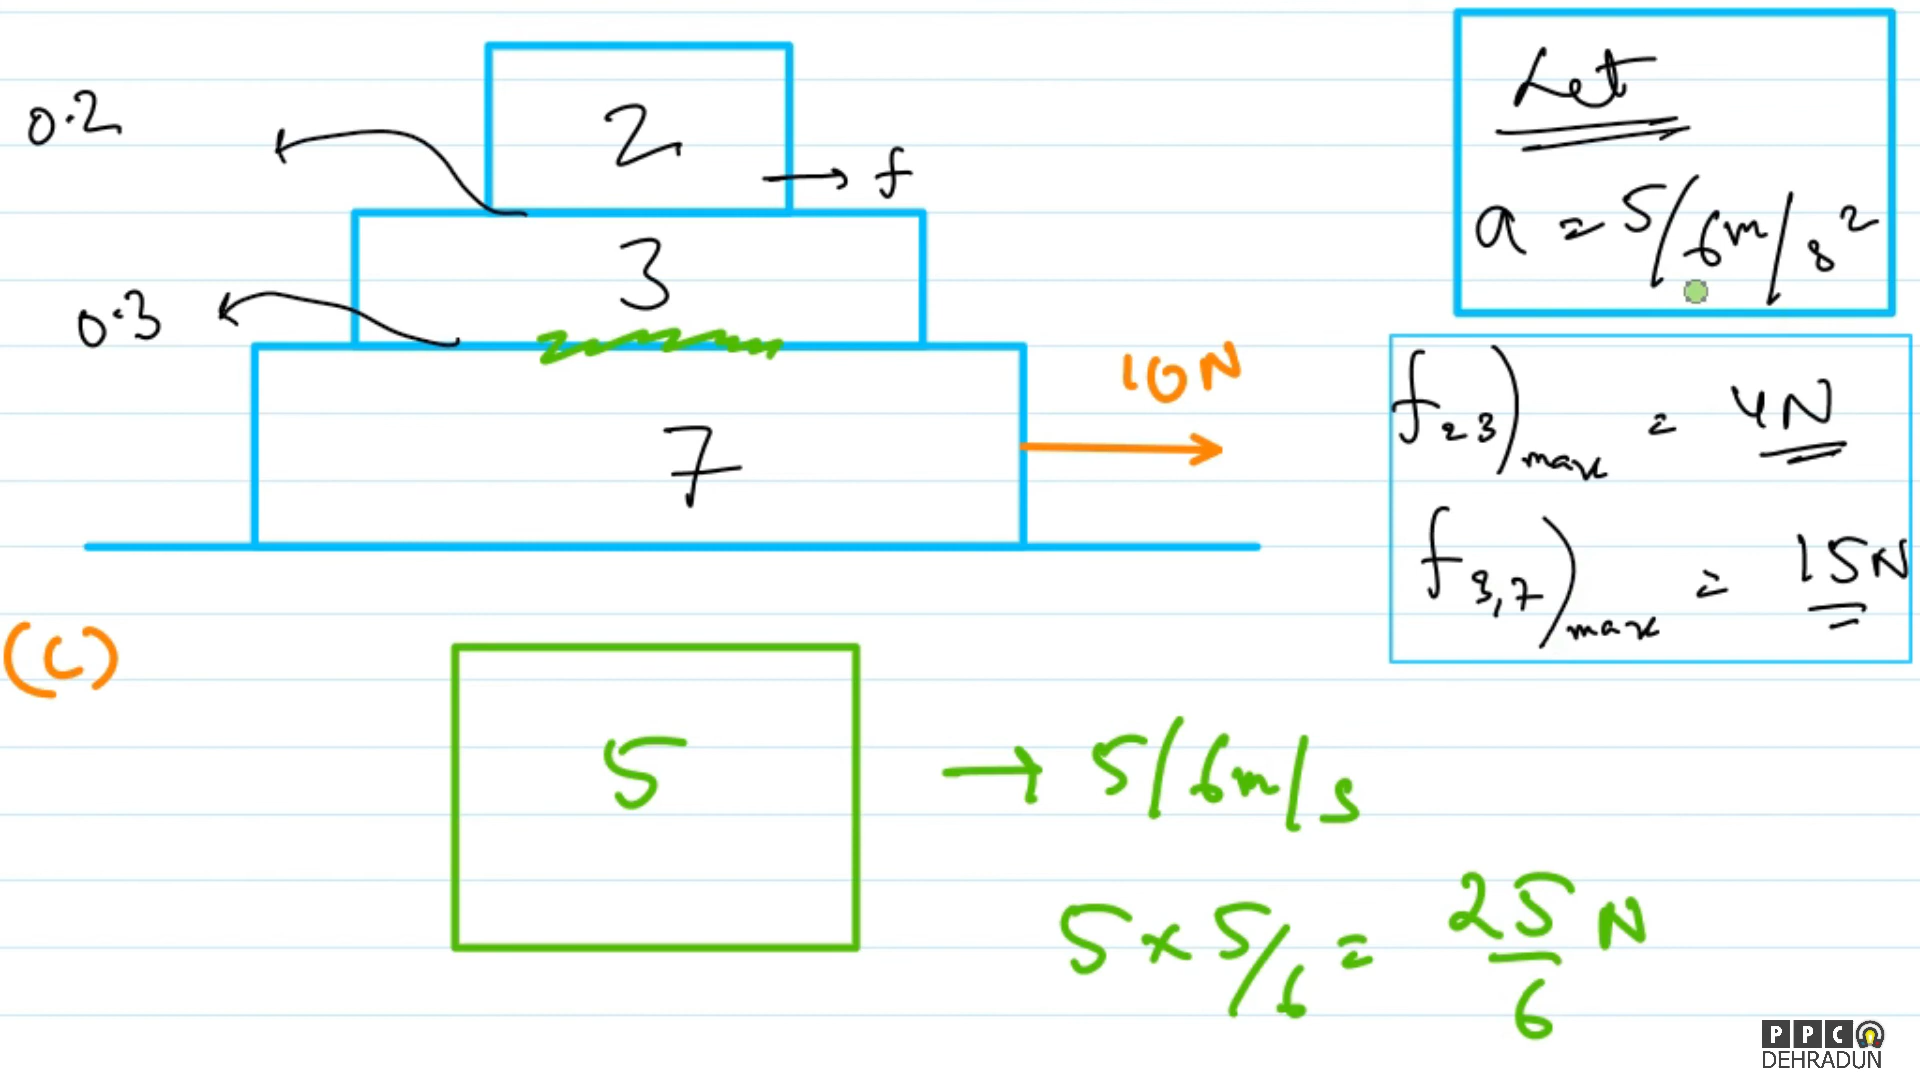 0.2
2
f
3
0.3
7
10N
Let
a = 5/6 m/s²
f₂₃)max = 4N
f₃,₇)max = 15N
(C)
5
→ 5/6 m/s
5 × 5/6 = 25/6 N
PPC
DEHRADUN